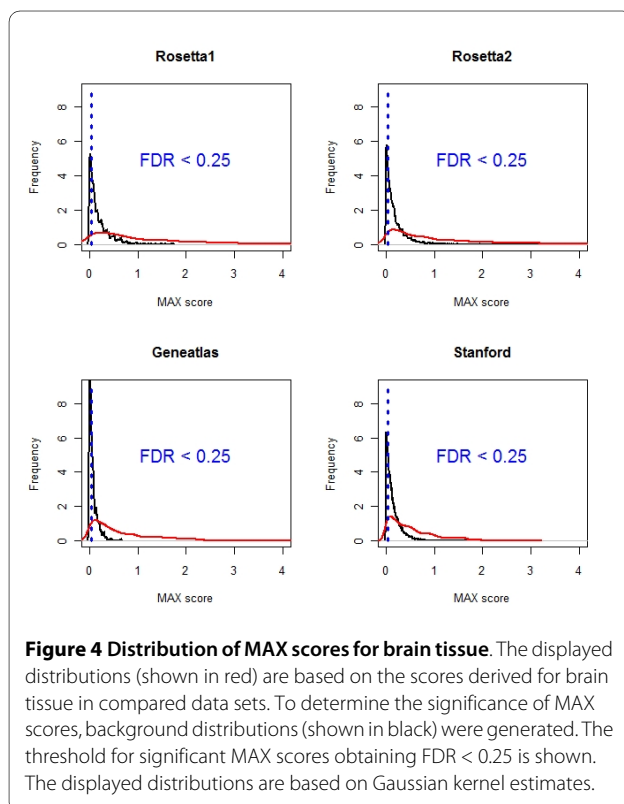 Rosetta1
Frequency
8
6
4
2
0
FDR < 0.25
0 1 2 3 4
MAX score
Rosetta2
Frequency
8
6
4
2
0
FDR < 0.25
0 1 2 3 4
MAX score
Geneatlas
Frequency
8
6
4
2
0
FDR < 0.25
0 1 2 3 4
MAX score
Stanford
Frequency
8
6
4
2
0
FDR < 0.25
0 1 2 3 4
MAX score
Figure 4 Distribution of MAX scores for brain tissue. The displayed
distributions (shown in red) are based on the scores derived for brain
tissue in compared data sets. To determine the significance of MAX
scores, background distributions (shown in black) were generated. The
threshold for significant MAX scores obtaining FDR < 0.25 is shown.
The displayed distributions are based on Gaussian kernel estimates.